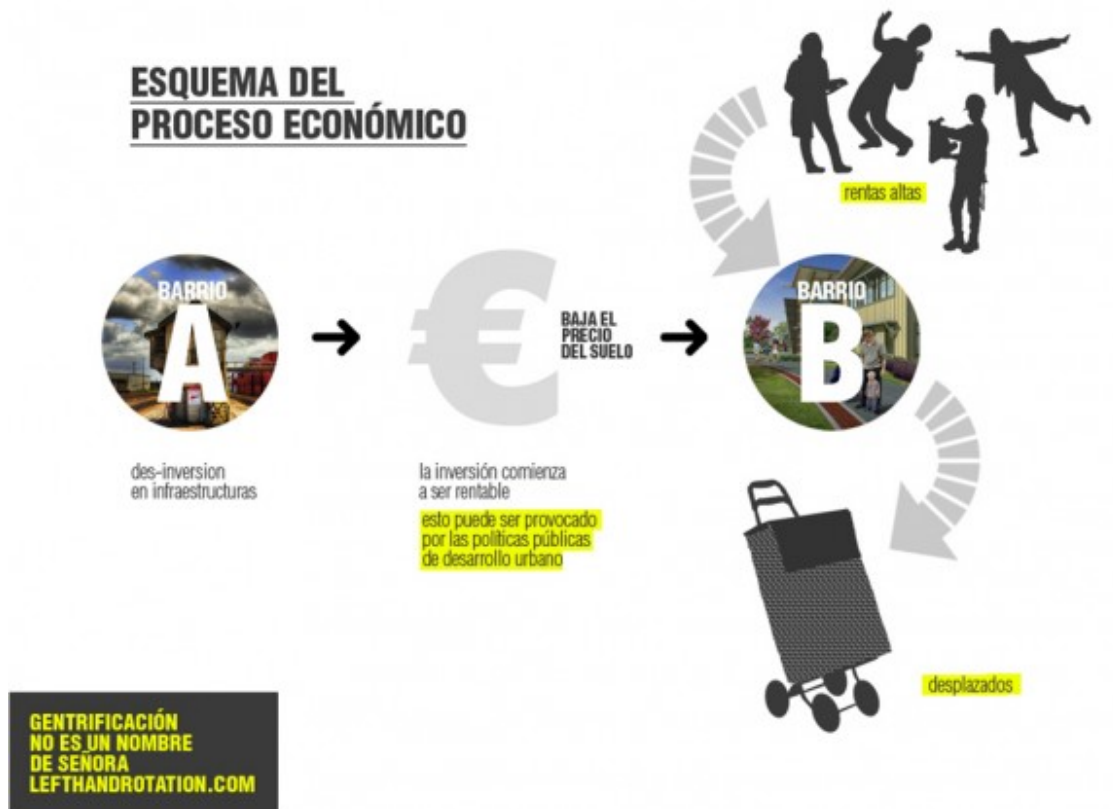 ESQUEMA DEL
PROCESO ECONÓMICO
rentas altas
BARRIO
A
€
BAJA EL
PRECIO
DEL SUELO
BARRIO
B
des-inversion
en infraestructuras
la inversión comienza
a ser rentable
esto puede ser provocado
por las políticas públicas
de desarrollo urbano
desplazados
GENTRIFICACIÓN
NO ES UN NOMBRE
DE SEÑORA
LEFTHANDROTATION.COM